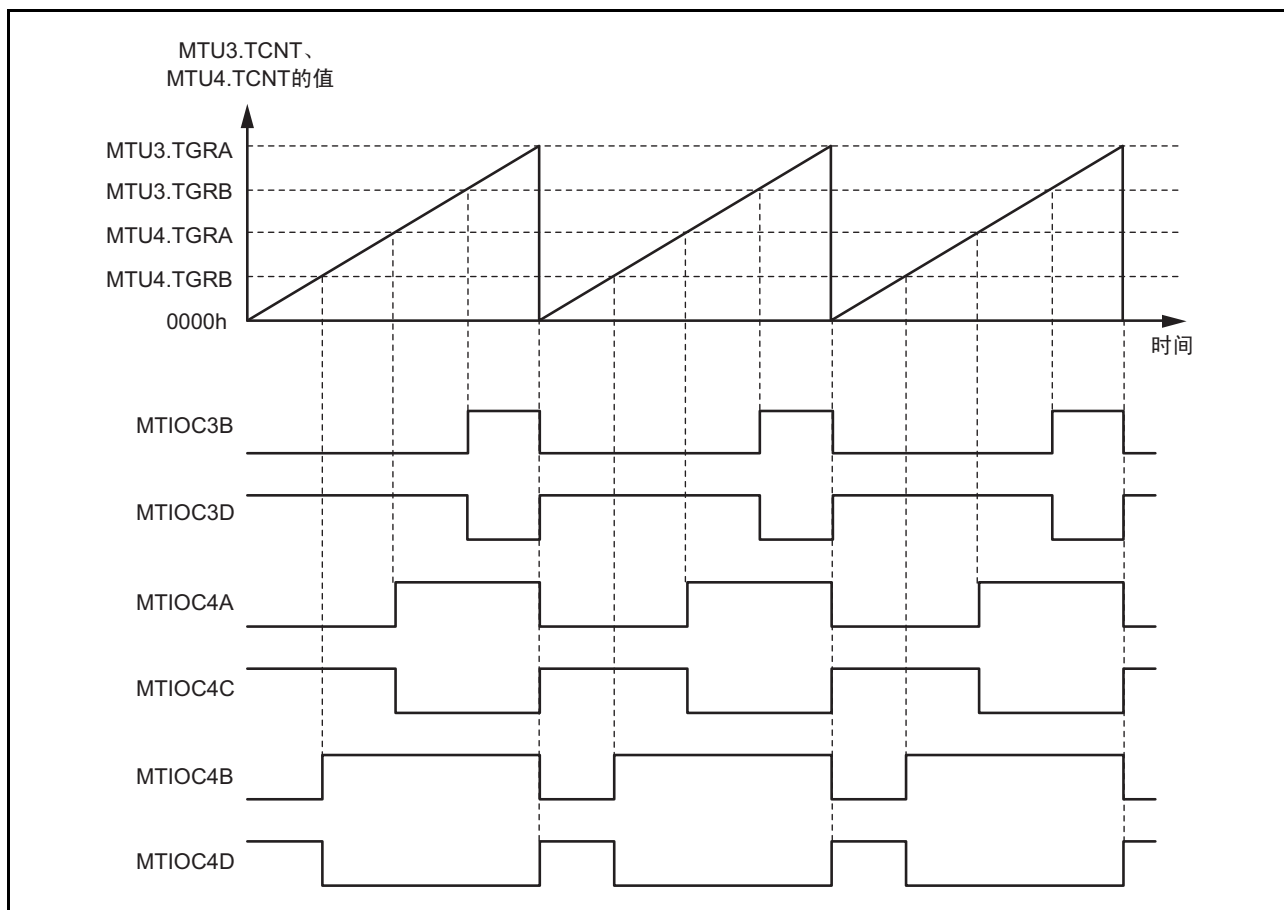 MTU3.TCNT、
MTU4.TCNT的值
MTU3.TGRA
MTU3.TGRB
MTU4.TGRA
MTU4.TGRB
0000h
时间
MTIOC3B
MTIOC3D
MTIOC4A
MTIOC4C
MTIOC4B
MTIOC4D